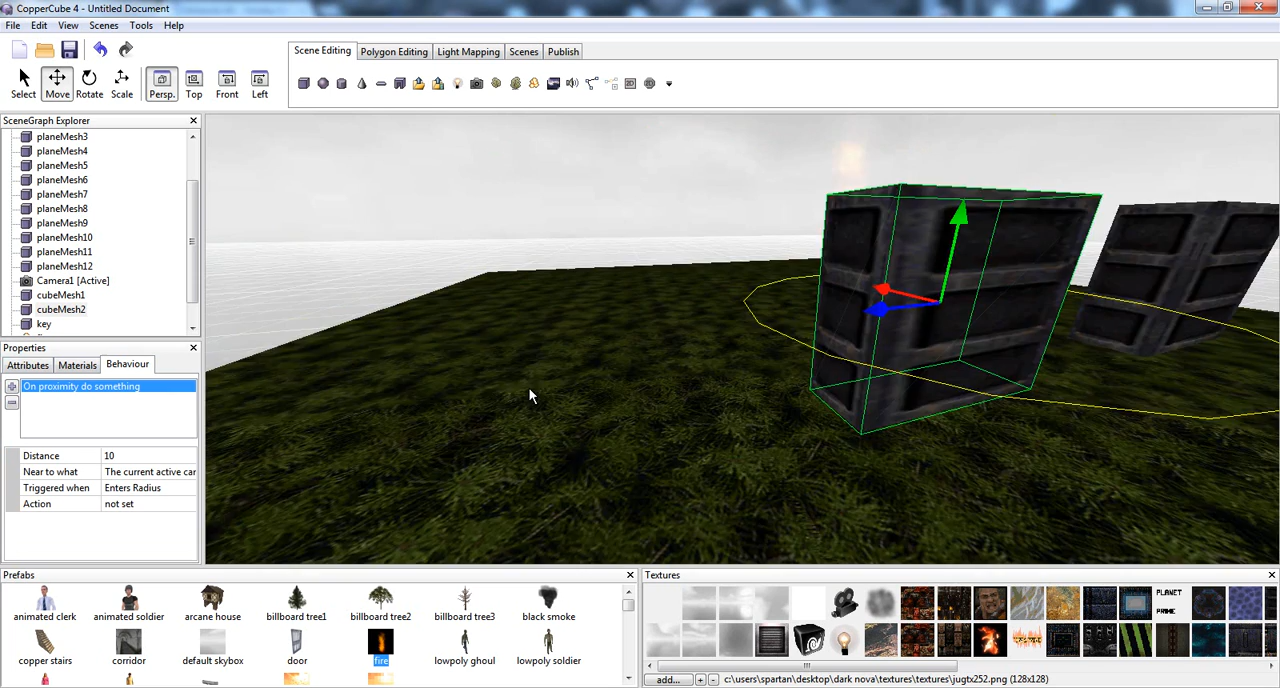 CopperCube 4 - Untitled Document
File Edit View Scenes Tools Help
Scene Editing Polygon Editing Light Mapping Scenes Publish
Select Move Rotate Scale Persp. Top Front Left
SceneGraph Explorer
planeMesh3
planeMesh4
planeMesh5
planeMesh6
planeMesh7
planeMesh8
planeMesh9
planeMesh10
planeMesh11
planeMesh12
Camera1 [Active]
cubeMesh1
cubeMesh2
key
Properties
Attributes Materials Behaviour
On proximity do something
Distance 10
Near to what The current active car
Triggered when Enters Radius
Action not set
Prefabs
animated clerk animated soldier arcane house billboard tree1 billboard tree2 billboard tree3 black smoke
copper stairs corridor default skybox door fire lowpoly ghoul lowpoly soldier
Textures
PLANET
PRIME
add... + - c:\users\spartan\desktop\dark nova\textures\textures\jugtx252.png (128x128)